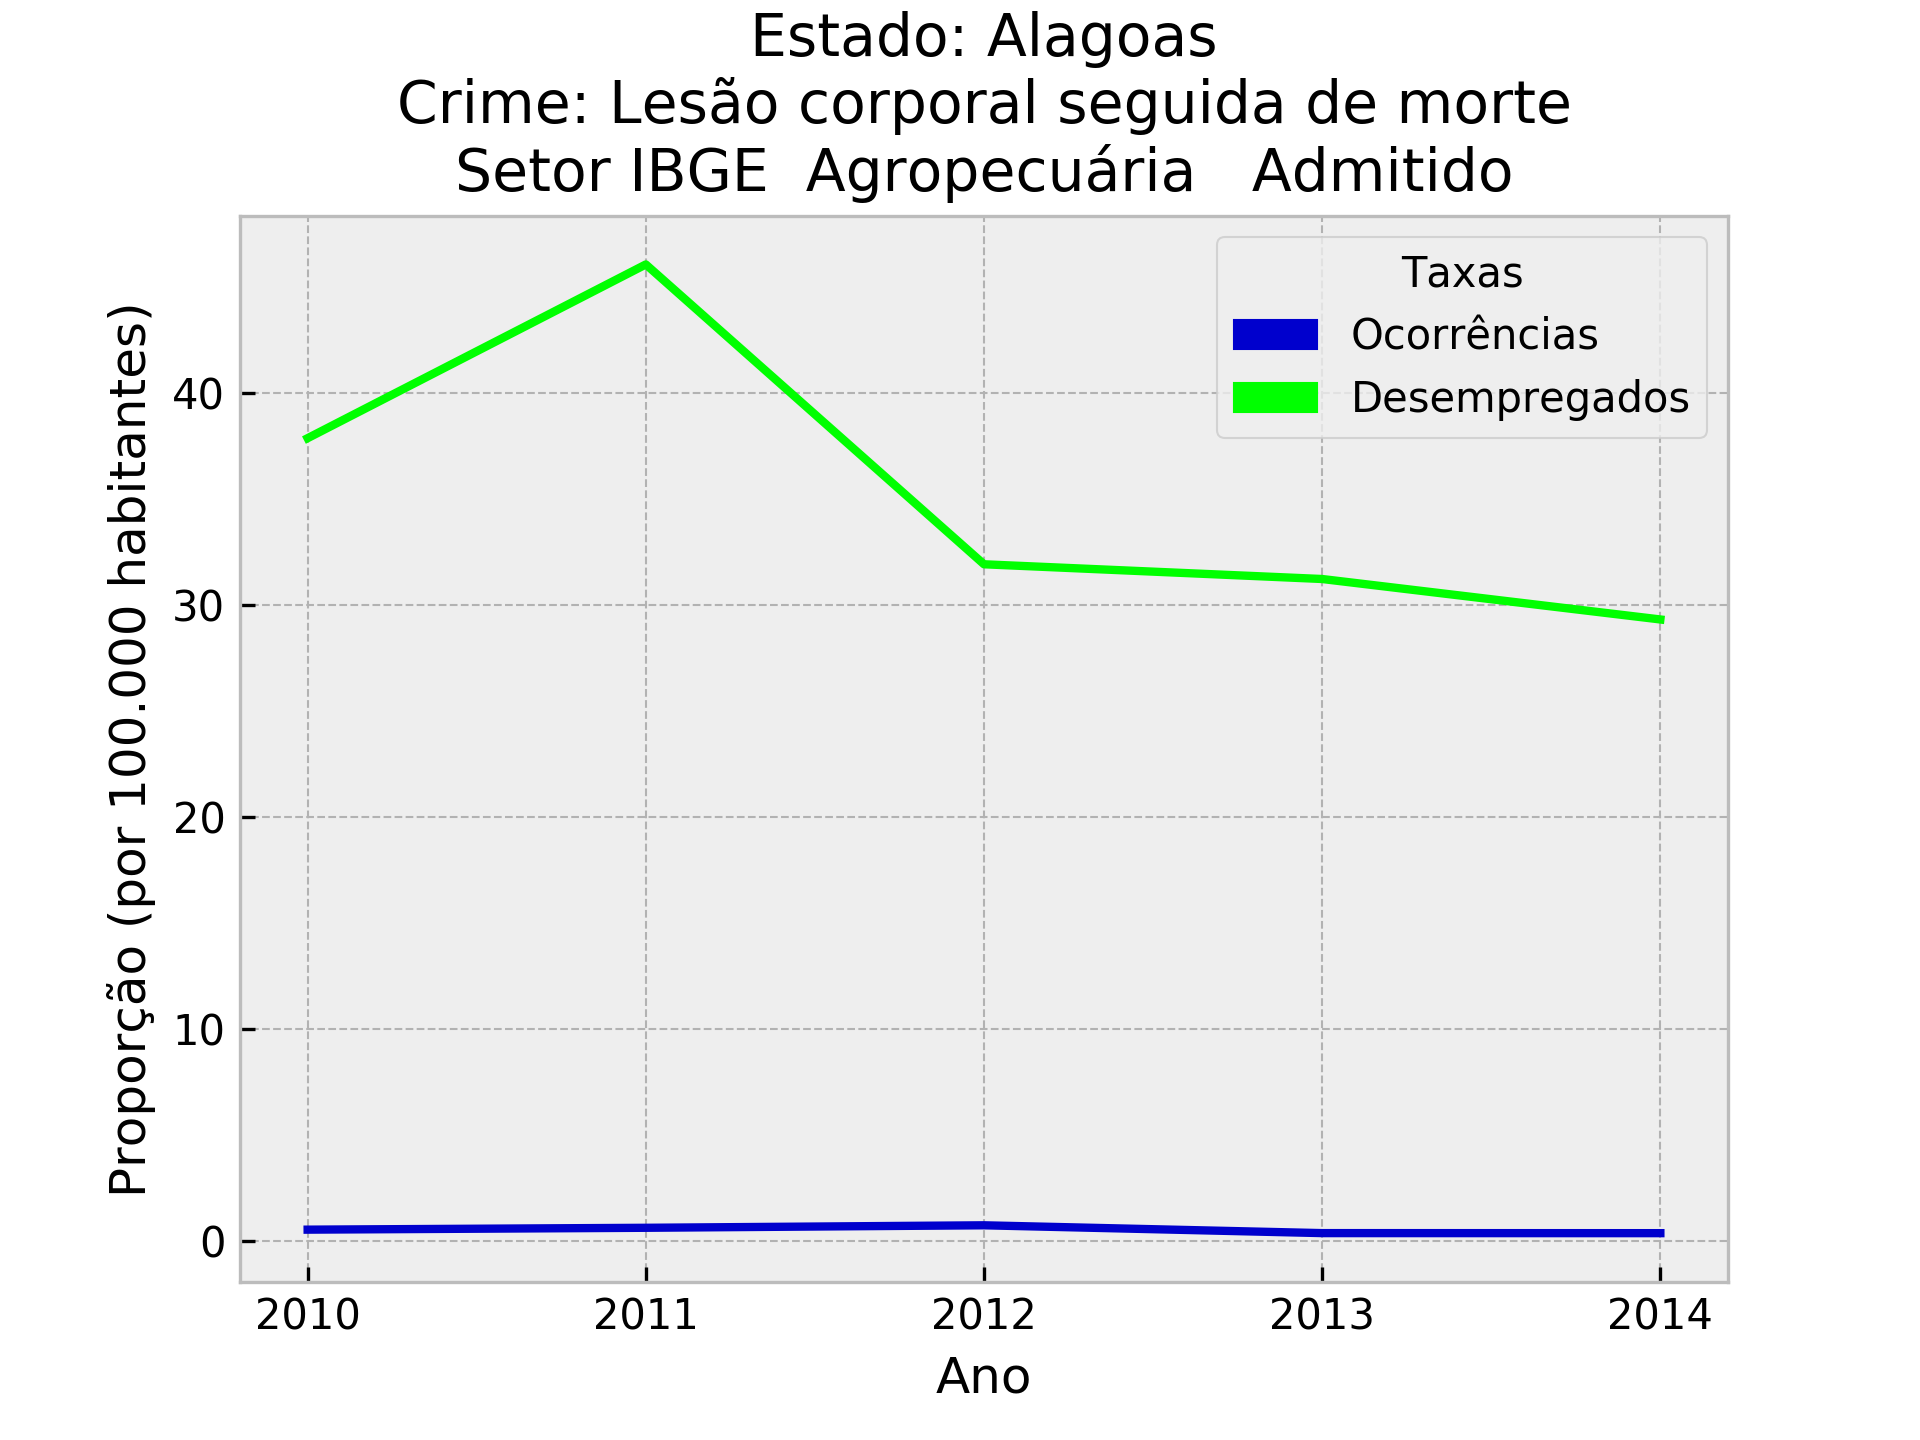 Estado: Alagoas
Crime: Lesão corporal seguida de morte
Setor IBGE  Agropecuária   Admitido
Taxas
Ocorrências
Desempregados
Proporção (por 100.000 habitantes)
40
30
20
10
0
2010 2011 2012 2013 2014
Ano